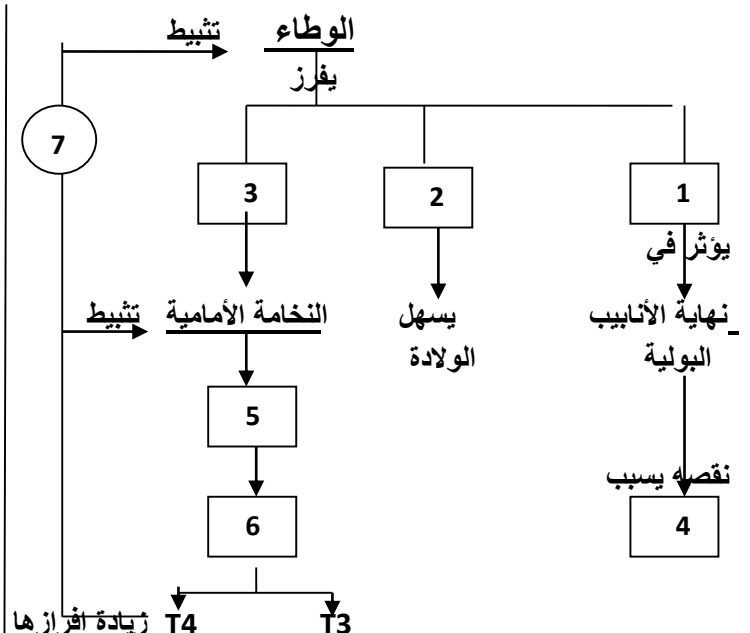 تثبيط
الوطاء
يفرز
7
3
2
1
يؤثر في
تثبيط
النخامة الأمامية
يسهل
الولادة
نهاية الأنابيب
البولية
5
نقصه يسبب
6
4
زيادة افرازها
T4
T3